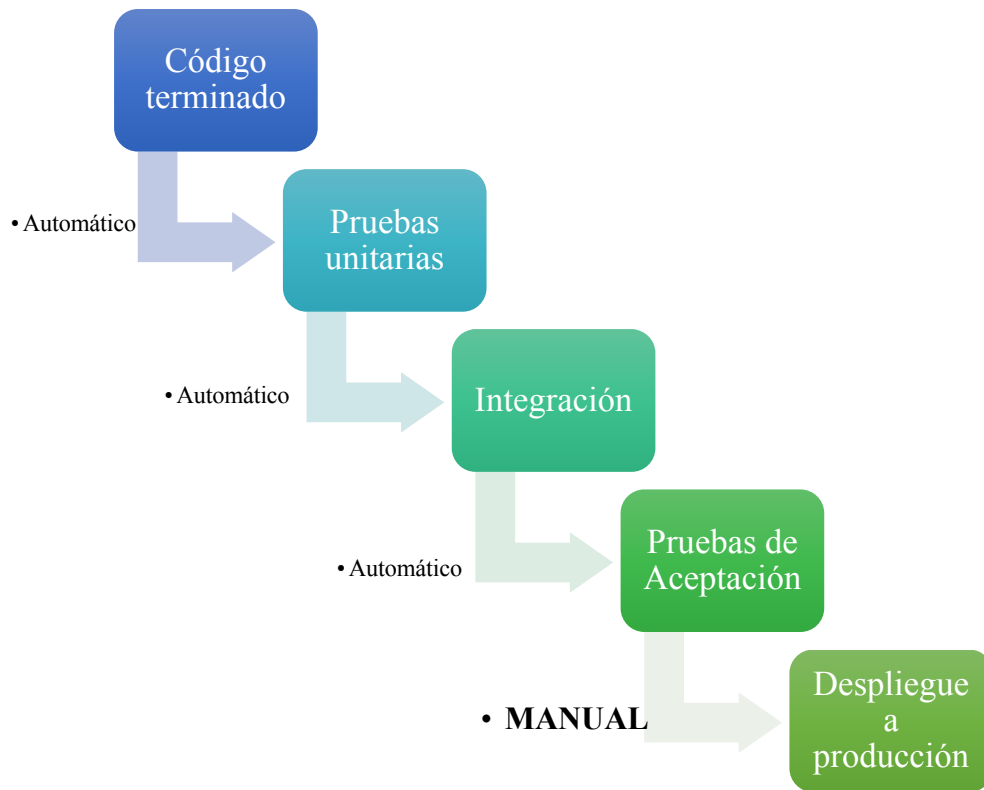 Código
terminado
• Automático
Pruebas
unitarias
• Automático
Integración
• Automático
Pruebas de
Aceptación
• MANUAL
Despliegue
a
producción